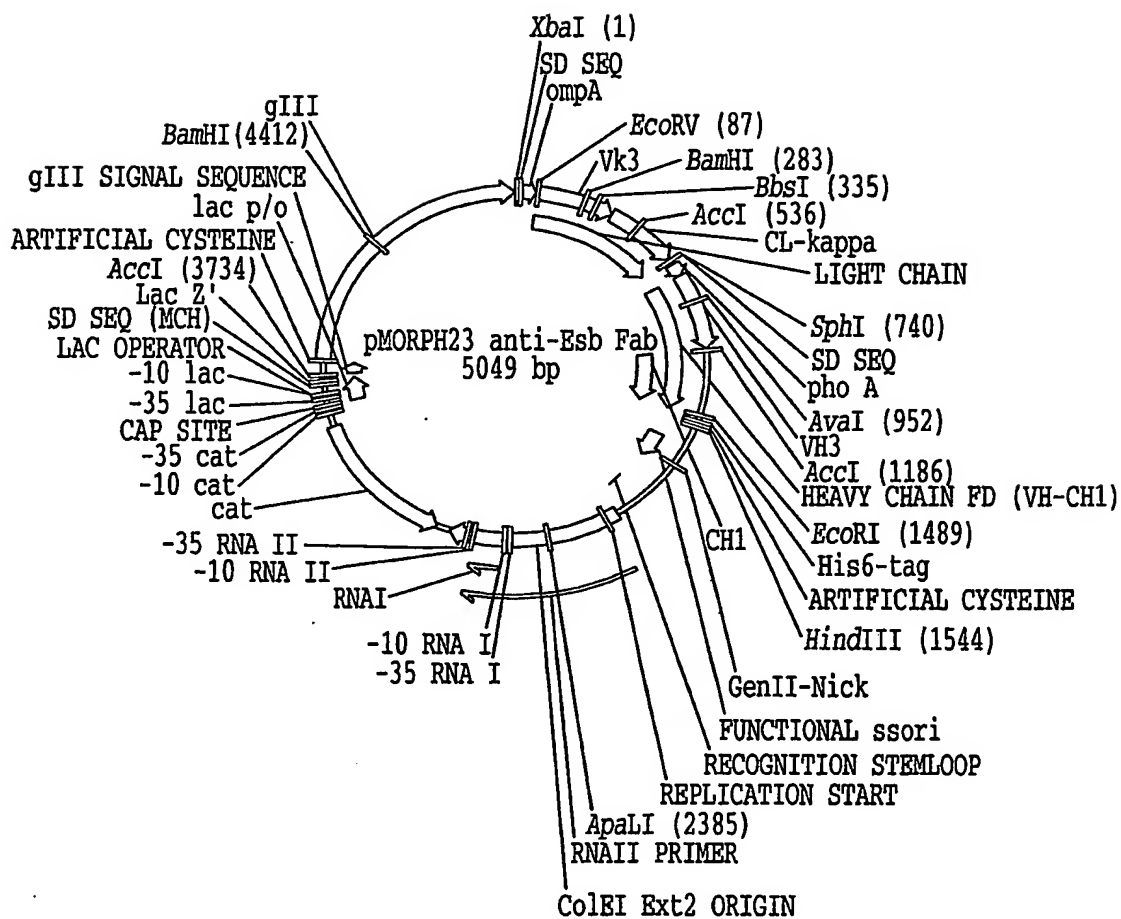 XbaI (1)
SD SEQ
ompA
EcoRV (87)
Vk3
BamHI (283)
BbsI (335)
AccI (536)
CL-kappa
LIGHT CHAIN
SphI (740)
SD SEQ
pho A
AvaI (952)
VH3
AccI (1186)
HEAVY CHAIN FD (VH-CH1)
EcoRI (1489)
His6-tag
ARTIFICIAL CYSTEINE
HindIII (1544)
CH1
GenII-Nick
FUNCTIONAL ssori
RECOGNITION STEMLOOP
REPLICATION START
ApaLI (2385)
RNAII PRIMER
ColEI Ext2 ORIGIN
-35 RNA I
-10 RNA I
RNAI
-10 RNA II
-35 RNA II
cat
-10 cat
-35 cat
CAP SITE
-35 lac
-10 lac
LAC OPERATOR
SD SEQ (MCH)
Lac Z'
AccI (3734)
ARTIFICIAL CYSTEINE
lac p/o
gIII SIGNAL SEQUENCE
BamHI(4412)
gIII
pMORPH23 anti-Esb Fab
5049 bp